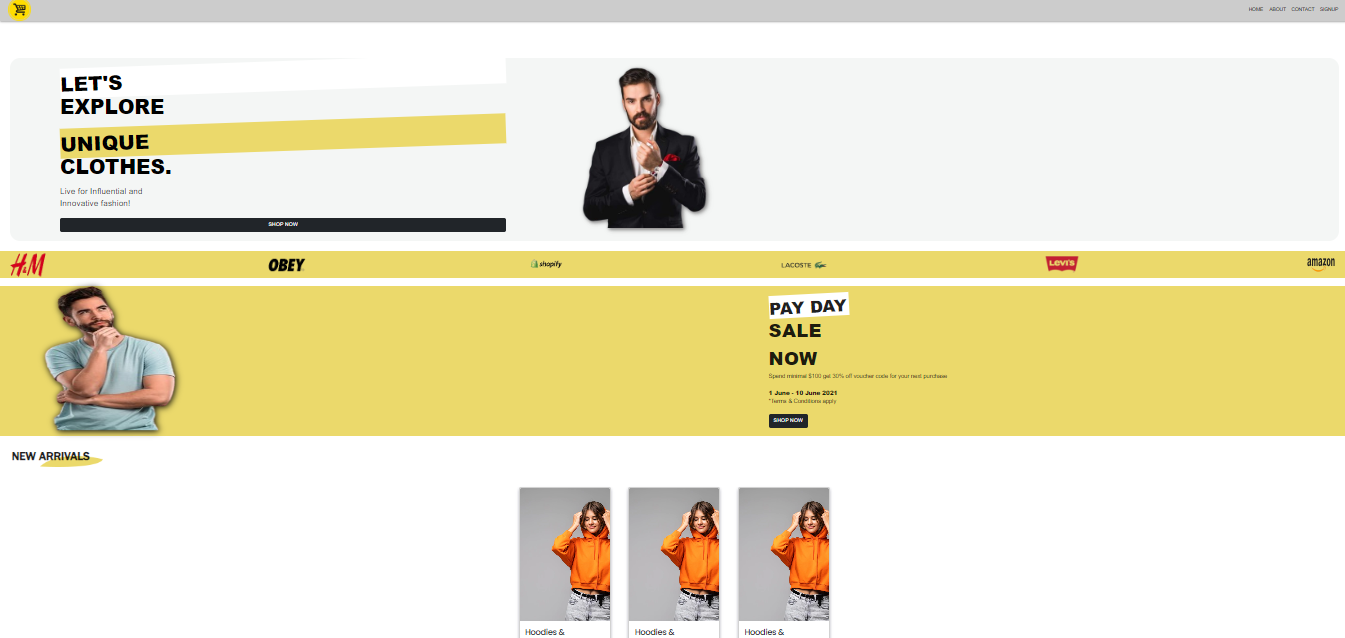 HOME ABOUT CONTACT SIGNUP
LET'S
EXPLORE
UNIQUE
CLOTHES.
Live for Influential and
Innovative fashion!
SHOP NOW
H&M OBEY shopify LACOSTE LEVI'S amazon
PAY DAY
SALE
NOW
Spend minimal $100 get 30% off voucher code for your next purchase
1 June - 10 June 2021
*Terms & Conditions apply
SHOP NOW
NEW ARRIVALS
Hoodies & Hoodies & Hoodies &